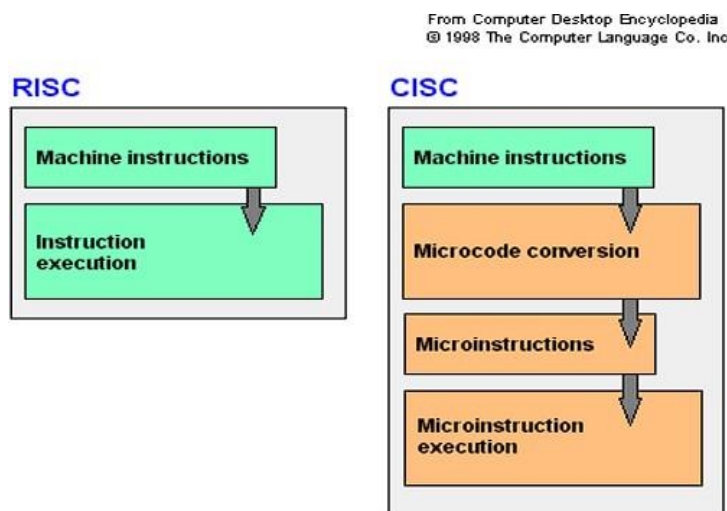 From Computer Desktop Encyclopedia
© 1998 The Computer Language Co. Inc
RISC
Machine instructions
Instruction
execution
CISC
Machine instructions
Microcode conversion
Microinstructions
Microinstruction
execution